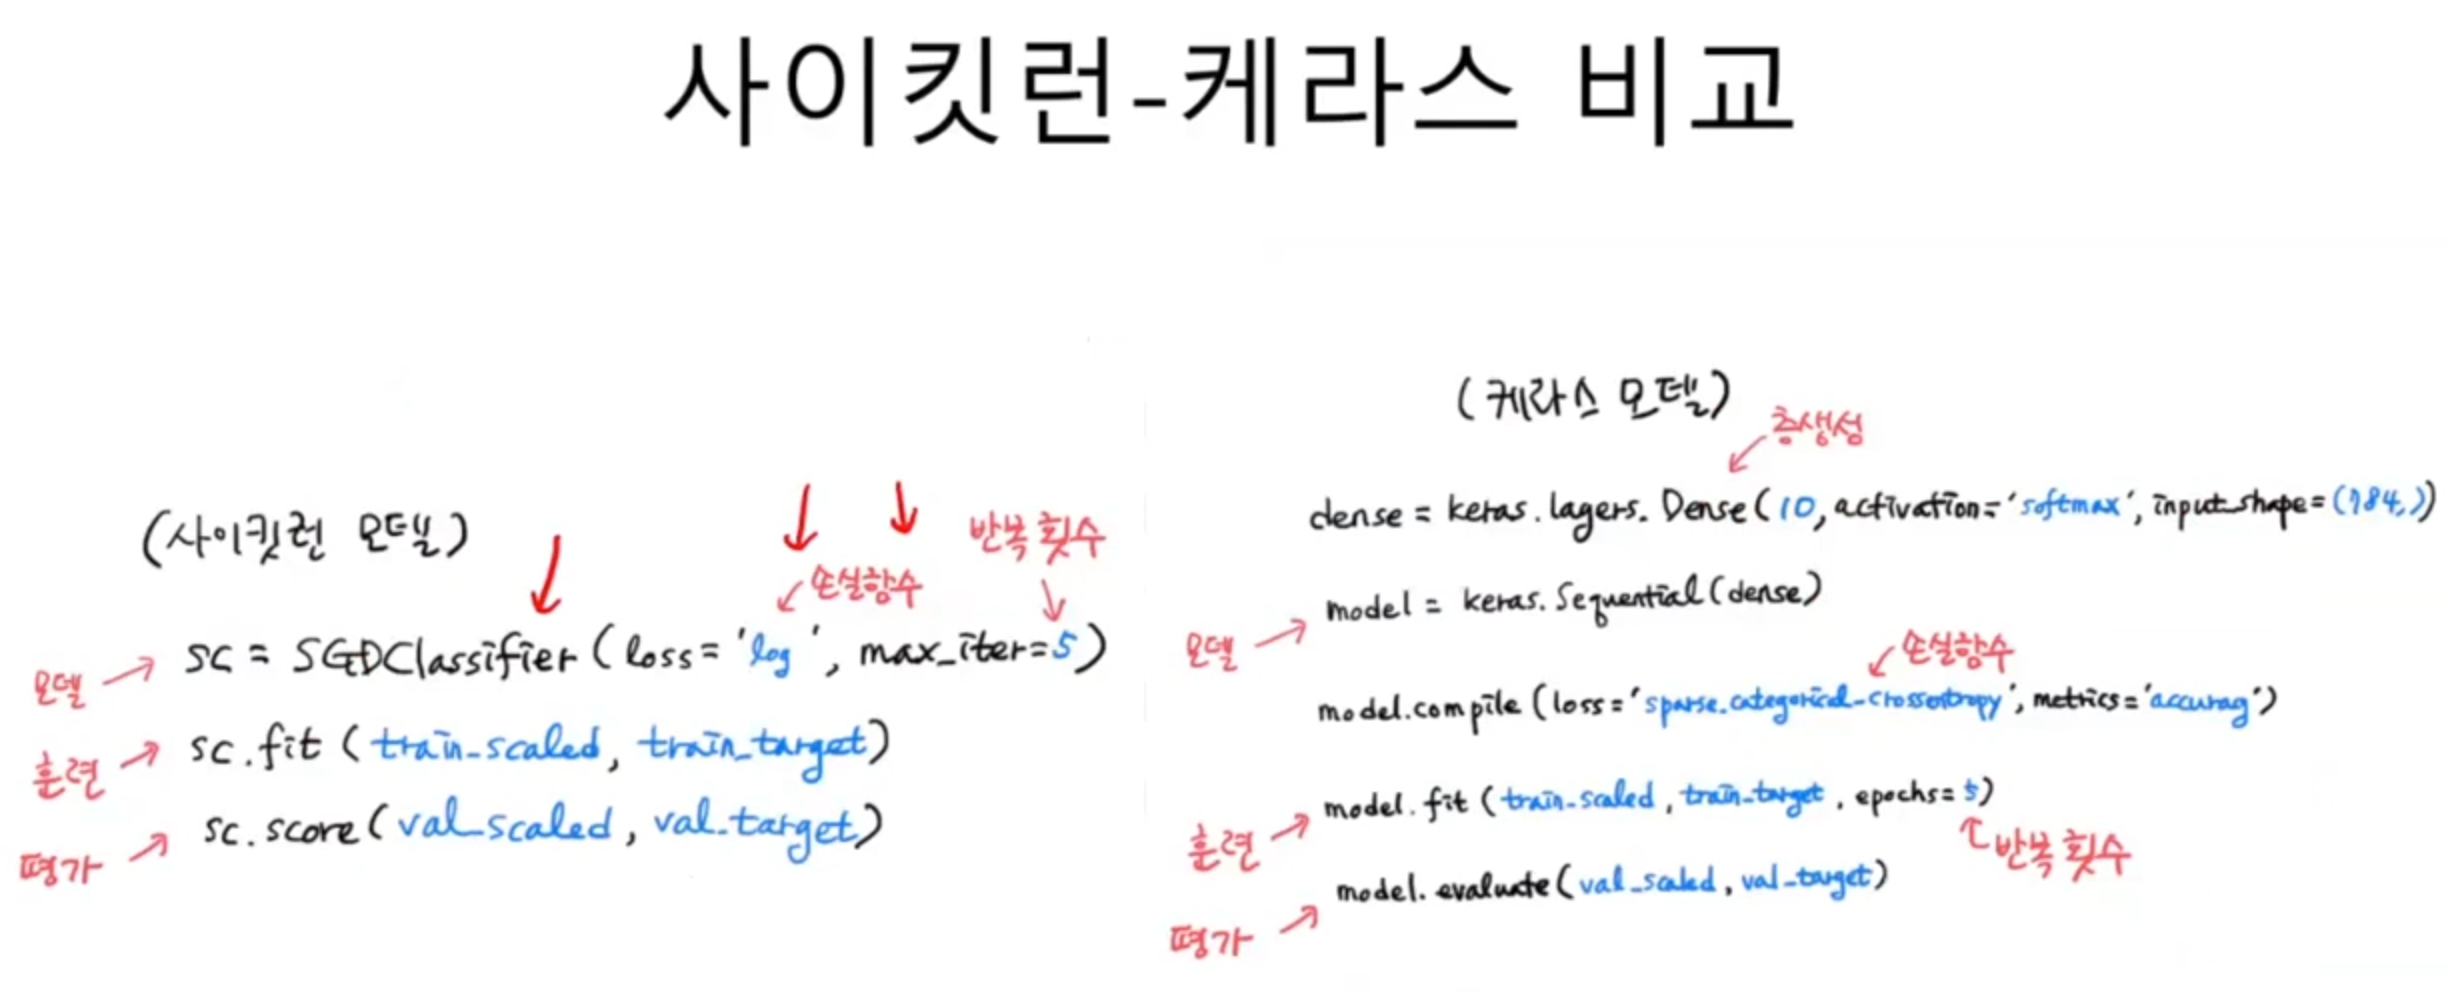 사이킷런-케라스 비교
(사이킷런 모델)
손실함수
반복 횟수
모델
sc = SGDClassifier (loss='log', max_iter=5)
훈련
sc.fit (train_scaled, train_target)
평가
sc.score(val_scaled, val_target)
(케라스 모델)
층생성
dense = keras.layers.Dense(10, activation='softmax', input_shape=(784,))
모델
model = keras.Sequential(dense)
손실함수
model.compile (loss='sparse_categorical_crossentropy', metrics='accuracy')
훈련
model.fit (train_scaled, train_target, epochs=5)
반복 횟수
평가
model.evaluate(val_scaled, val_target)